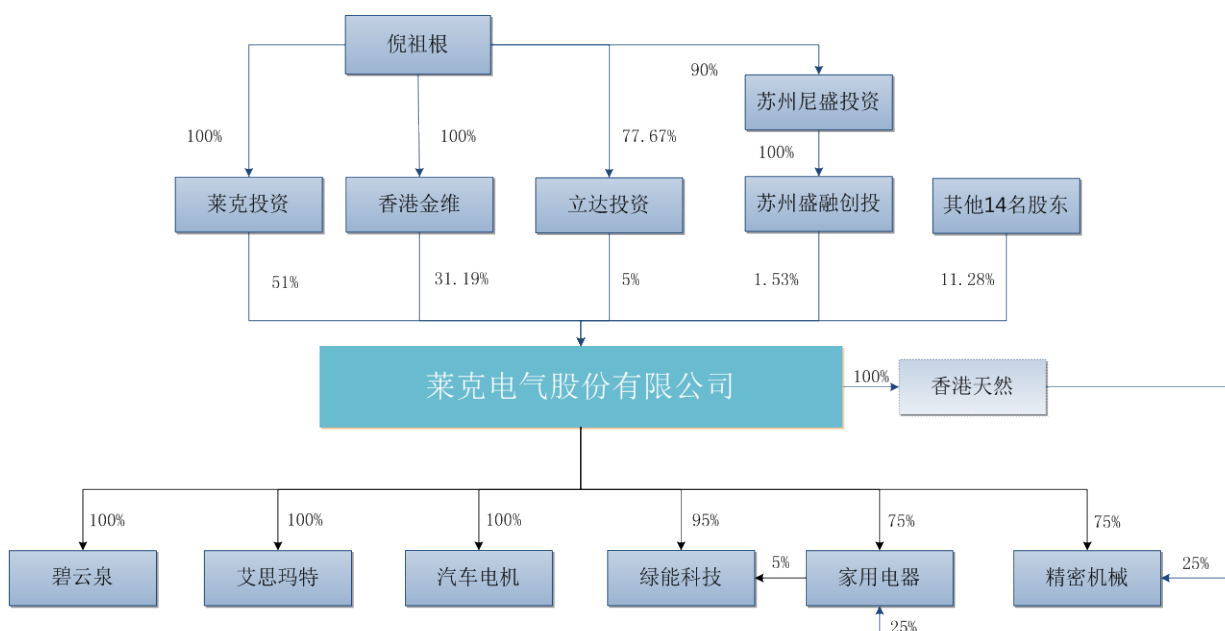 倪祖根
90%
苏州尼盛投资
100%
100%
77.67%
100%
莱克投资
香港金维
立达投资
苏州盛融创投
其他14名股东
51%
31.19%
5%
1.53%
11.28%
莱克电气股份有限公司
100%
香港天然
100%
100%
100%
95%
75%
75%
碧云泉
艾思玛特
汽车电机
绿能科技
5%
家用电器
精密机械
25%
25%